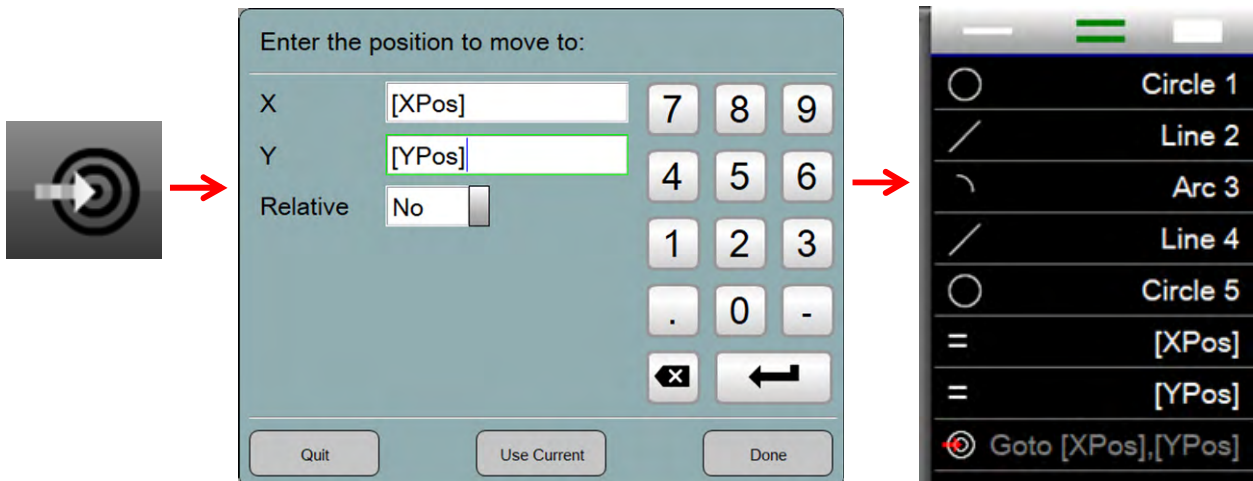 Enter the position to move to:
X [XPos]
Y [YPos]
Relative No
7 8 9
4 5 6
1 2 3
. 0 -
Quit Use Current Done
Circle 1
Line 2
Arc 3
Line 4
Circle 5
= [XPos]
= [YPos]
Goto [XPos],[YPos]